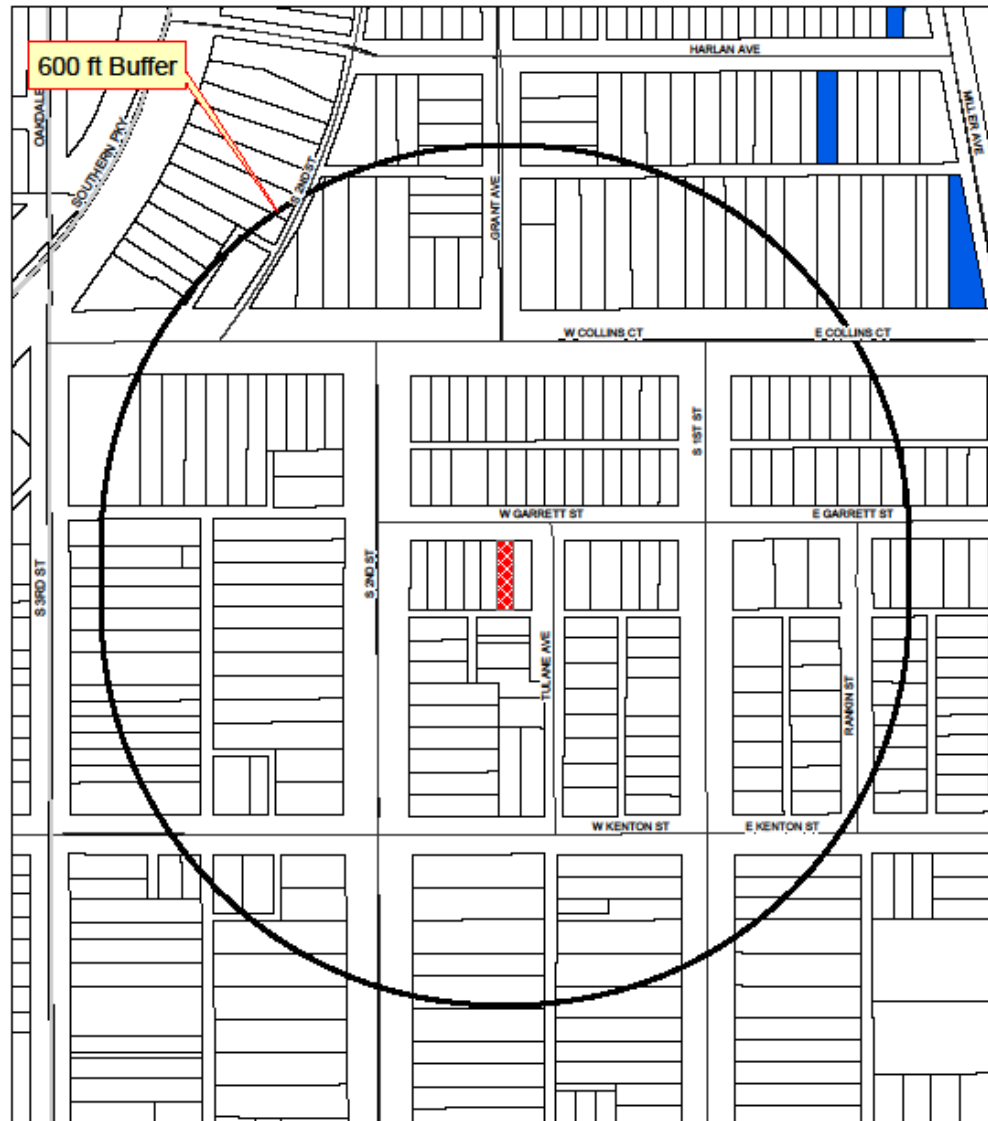 HARLAN AVE
600 ft Buffer
OAKDALE
MILLER AVE
SOUTHERN PKY
S 2ND ST
GRANT AVE
W COLLINS CT
E COLLINS CT
S 1ST ST
W GARRETT ST
E GARRETT ST
S 3RD ST
S 2ND ST
TULANE AVE
RANKIN ST
W KENTON ST
E KENTON ST